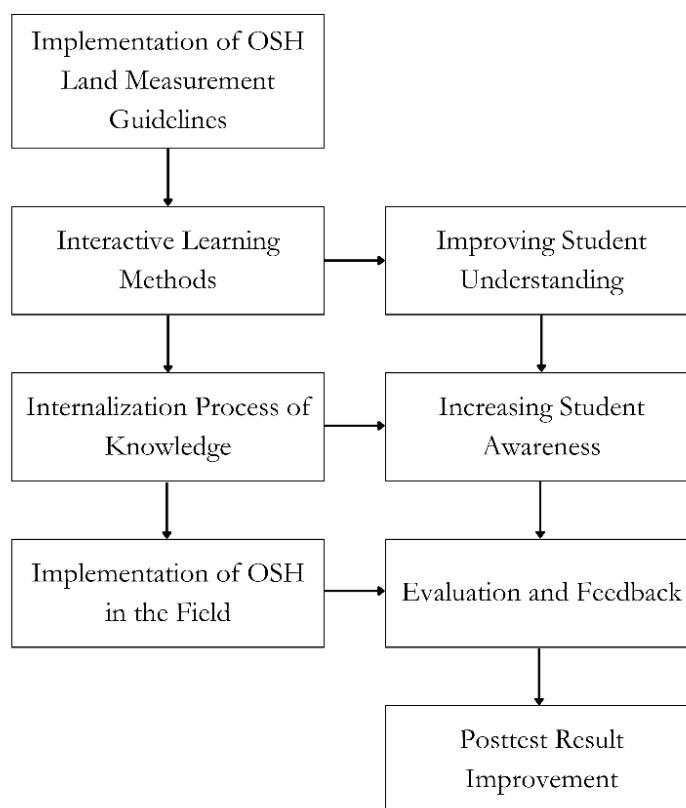 Implementation of OSH
Land Measurement
Guidelines
Interactive Learning
Methods
Improving Student
Understanding
Internalization Process of
Knowledge
Increasing Student
Awareness
Implementation of OSH
in the Field
Evaluation and Feedback
Posttest Result
Improvement